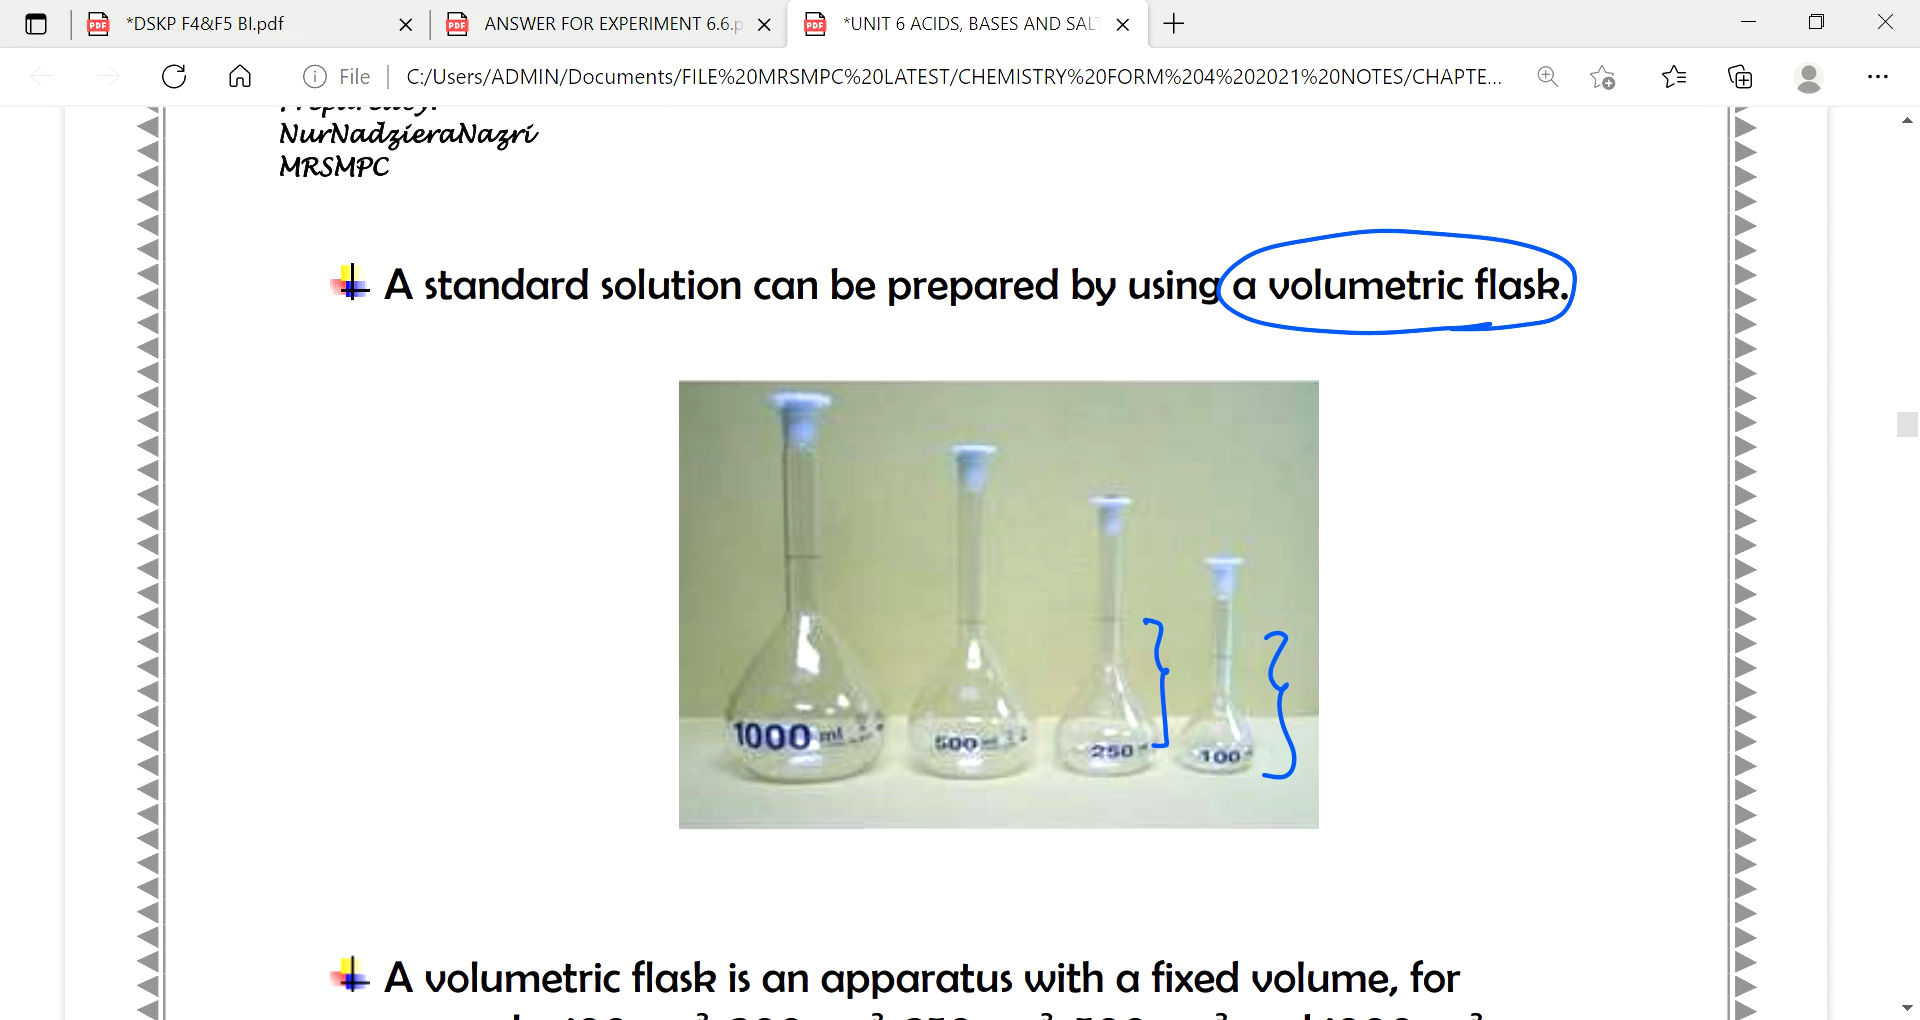 *DSKP F4&F5 BI.pdf
ANSWER FOR EXPERIMENT 6.6.p
*UNIT 6 ACIDS, BASES AND SAL
File
C:/Users/ADMIN/Documents/FILE%20MRSMPC%20LATEST/CHEMISTRY%20FORM%204%202021%20NOTES/CHAPTE...
NurNadzieraNazri
MRSMPC
A standard solution can be prepared by using a volumetric flask.
1000 ml
500 ml
250
100
A volumetric flask is an apparatus with a fixed volume, for